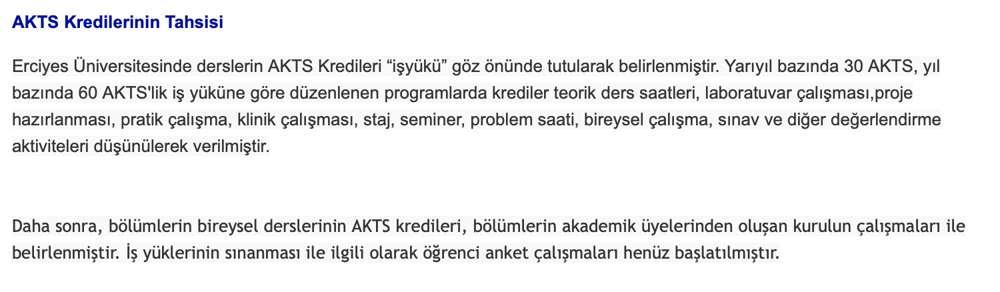 AKTS Kredilerinin Tahsisi
Erciyes Üniversitesinde derslerin AKTS Kredileri “işyükü” göz önünde tutularak belirlenmiştir. Yarıyıl bazında 30 AKTS, yıl
bazında 60 AKTS'lik iş yüküne göre düzenlenen programlarda krediler teorik ders saatleri, laboratuvar çalışması,proje
hazırlanması, pratik çalışma, klinik çalışması, staj, seminer, problem saati, bireysel çalışma, sınav ve diğer değerlendirme
aktiviteleri düşünülerek verilmiştir.
Daha sonra, bölümlerin bireysel derslerinin AKTS kredileri, bölümlerin akademik üyelerinden oluşan kurulun çalışmaları ile
belirlenmiştir. İş yüklerinin sınanması ile ilgili olarak öğrenci anket çalışmaları henüz başlatılmıştır.